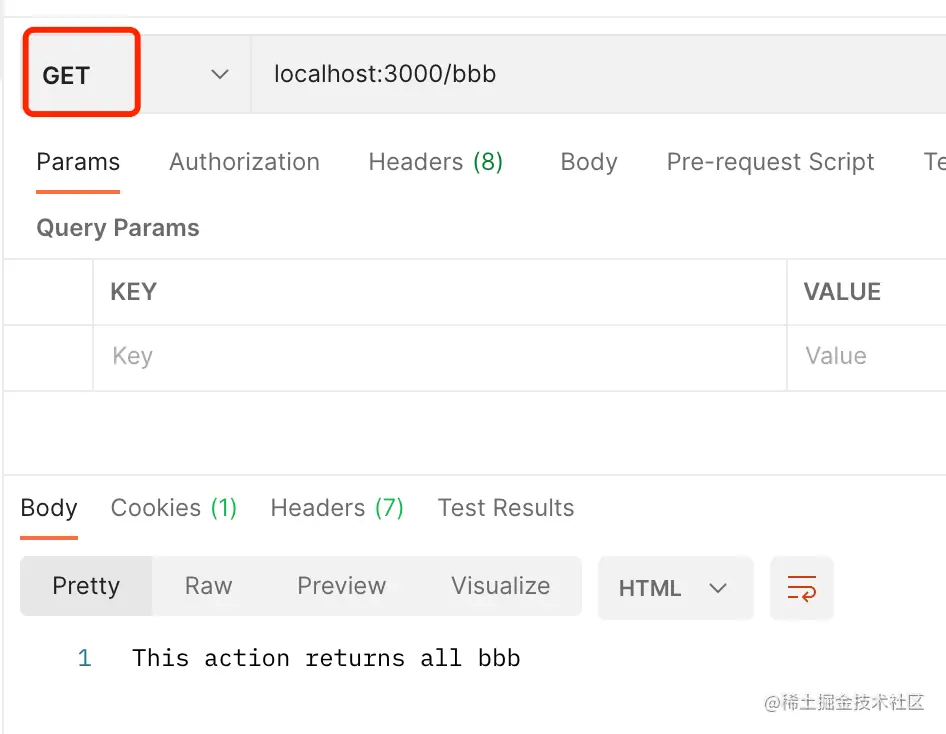 GET localhost:3000/bbb
Params Authorization Headers (8) Body Pre-request Script Te
Query Params
KEY VALUE
Key Value
Body Cookies (1) Headers (7) Test Results
Pretty Raw Preview Visualize HTML
1 This action returns all bbb
@稀土掘金技术社区